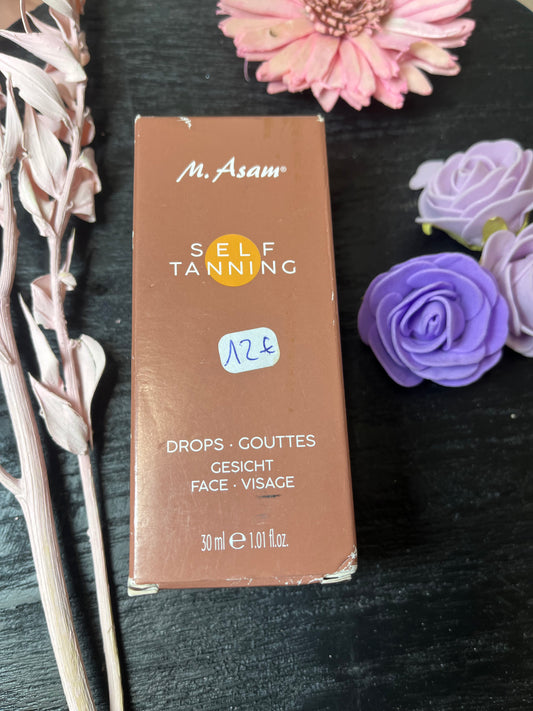 M. Asam®
SELF
TANNING
12€
DROPS · GOUTTES
GESICHT
FACE · VISAGE
30 ml ℮ 1.01 fl.oz.